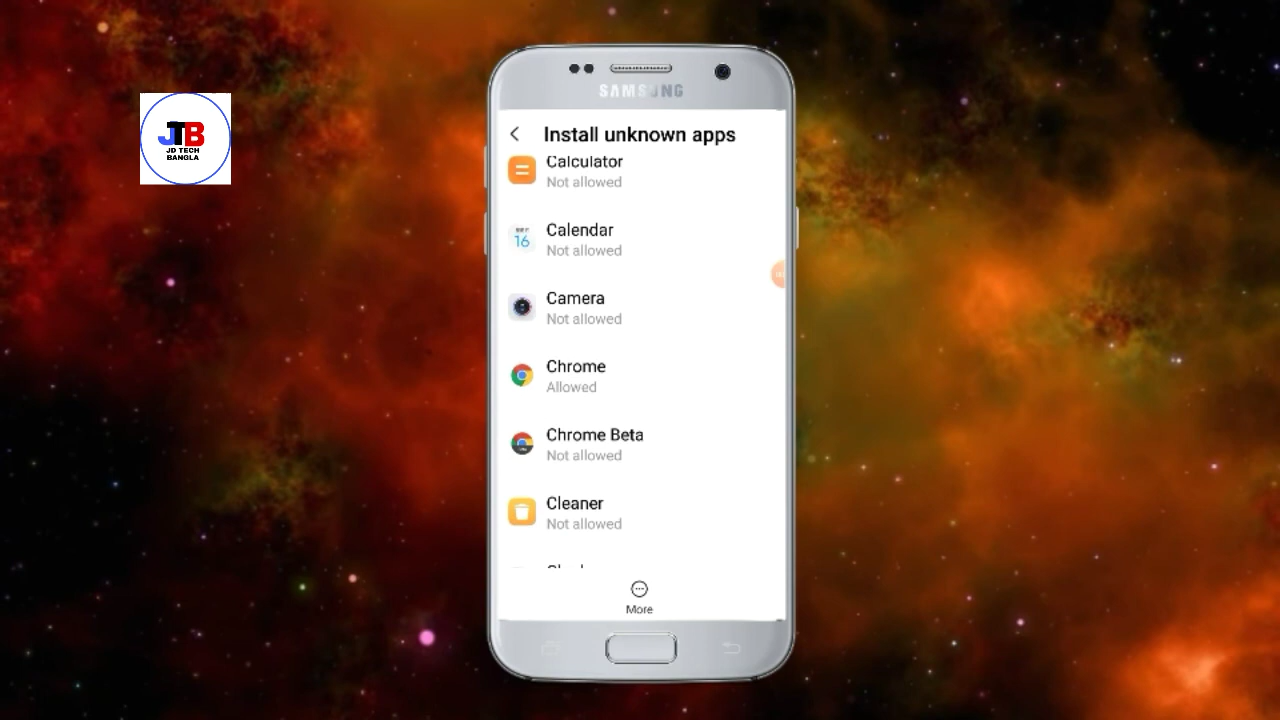 JTB
JD TECH
BANGLA
SAMSUNG
Install unknown apps
Calculator
Not allowed
Calendar
Not allowed
16
Camera
Not allowed
Chrome
Allowed
Chrome Beta
Not allowed
Cleaner
Not allowed
More